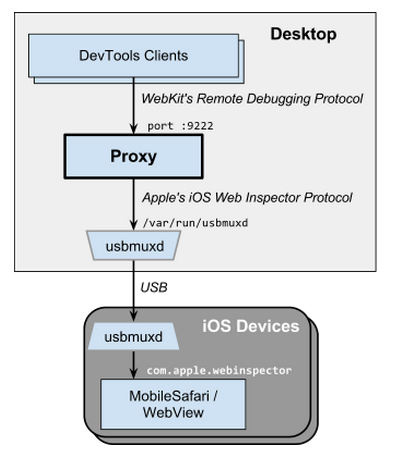 Desktop
DevTools Clients
WebKit's Remote Debugging Protocol
port :9222
Proxy
Apple's iOS Web Inspector Protocol
/var/run/usbmuxd
usbmuxd
USB
iOS Devices
usbmuxd
com.apple.webinspector
MobileSafari /
WebView